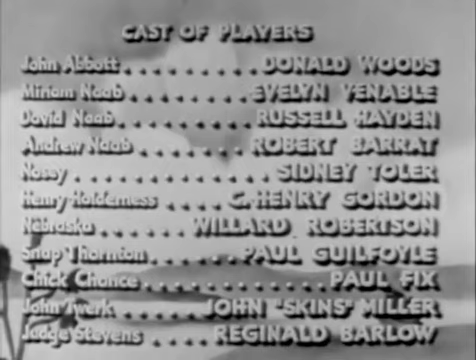 CAST OF PLAYERS
John Abbott . . . . . . . . . . DONALD WOODS
Miriam Naab . . . . . . . . . EVELYN VENABLE
David Naab . . . . . . . . . . RUSSELL HAYDEN
Andrew Naab . . . . . . . ROBERT BARRAT
Nosey . . . . . . . . . . . . . SIDNEY TOLER
Henry Holderness . . . . C. HENRY GORDON
Nebraska . . . . . . WILLARD ROBERTSON
Snap Thornton . . . . . . PAUL GUILFOYLE
Chick Chance . . . . . . . . . . . . PAUL FIX
John Twerk . . . . . JOHN "SKINS" MILLER
Judge Stevens . . . . REGINALD BARLOW